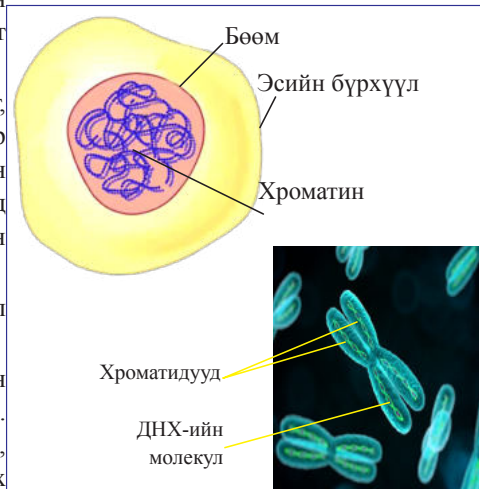 Бөөм
Эсийн бүрхүүл
Хроматин
Хроматидууд
ДНХ-ийн
молекул